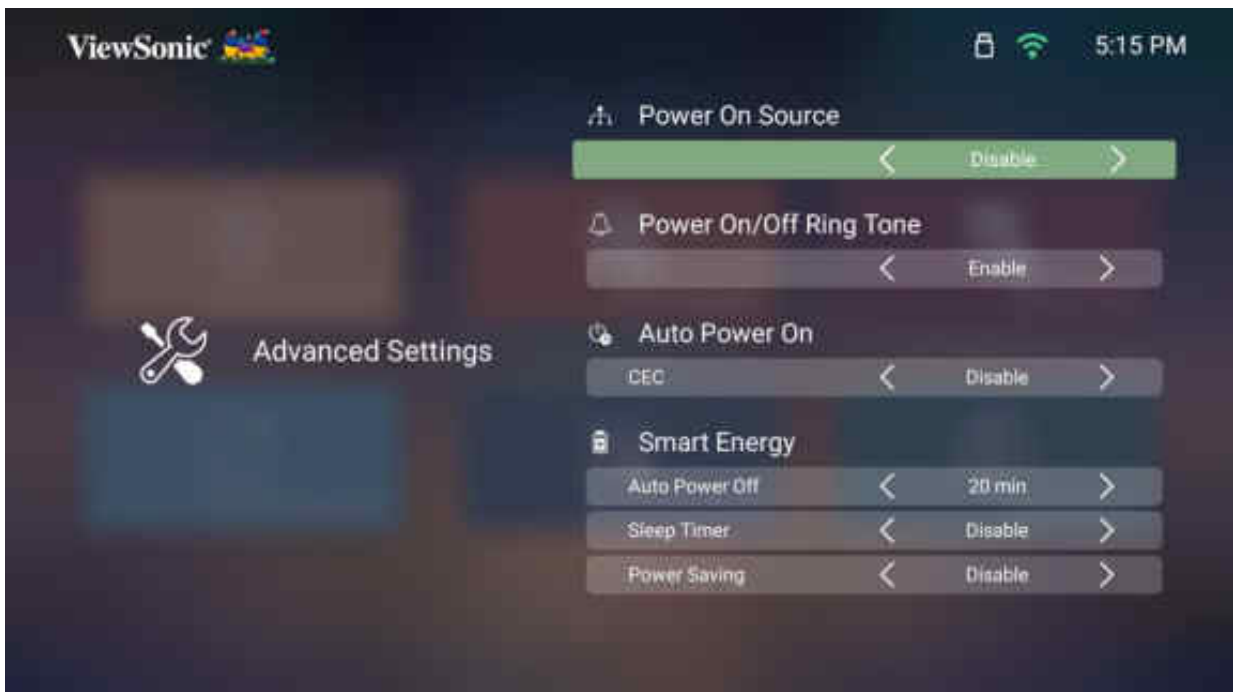 ViewSonic
5:15 PM
Power On Source
Disable
Power On/Off Ring Tone
Enable
Advanced Settings
Auto Power On
CEC Disable
Smart Energy
Auto Power Off 20 min
Sleep Timer Disable
Power Saving Disable